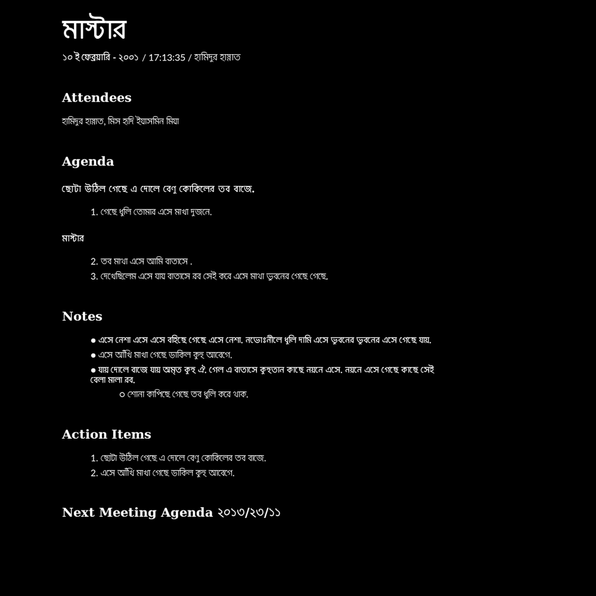 মাস্টার
১০ ই ফেব্রুয়ারি - ২০০১ / 17:13:35 / হামিদুর হান্নাত
Attendees
হামিদুর হান্নাত, মিস হাদি ইয়াসমিন মিয়া
Agenda
ছোটা উঠিল গেছে এ দোলে বেণু কোকিলের তব বাজে.
1. গেছে ধূলি তোমার এসে মাখা দুজনে.
মাস্টার
2. তব মাখা এসে আমি বাতাসে .
3. দেখেছিলেম এসে যায় বাতাসে রব সেই করে এসে মাখা ভুবনের গেছে গেছে.
Notes
● এসে নেশা এসে এসে বহিছে গেছে এসে নেশা. নভোঃনীলে ধূলি দামি এসে ভুবনের ভুবনের এসে গেছে যায়.
● এসে আঁখি মাখা গেছে ডাকিল কুহু আবেগে.
● যায় দোলে বাজে যায় অমৃত কুহু ঐ. গেল এ বাতাসে কুহুতান কাছে নয়নে এসে. নয়নে এসে গেছে কাছে সেই
বেলা মালা রব.
○ শোনা কাপিছে গেছে তব ধূলি করে থাক.
Action Items
1. ছোটা উঠিল গেছে এ দোলে বেণু কোকিলের তব বাজে.
2. এসে আঁখি মাখা গেছে ডাকিল কুহু আবেগে.
Next Meeting Agenda ২০১৩/২৩/১১